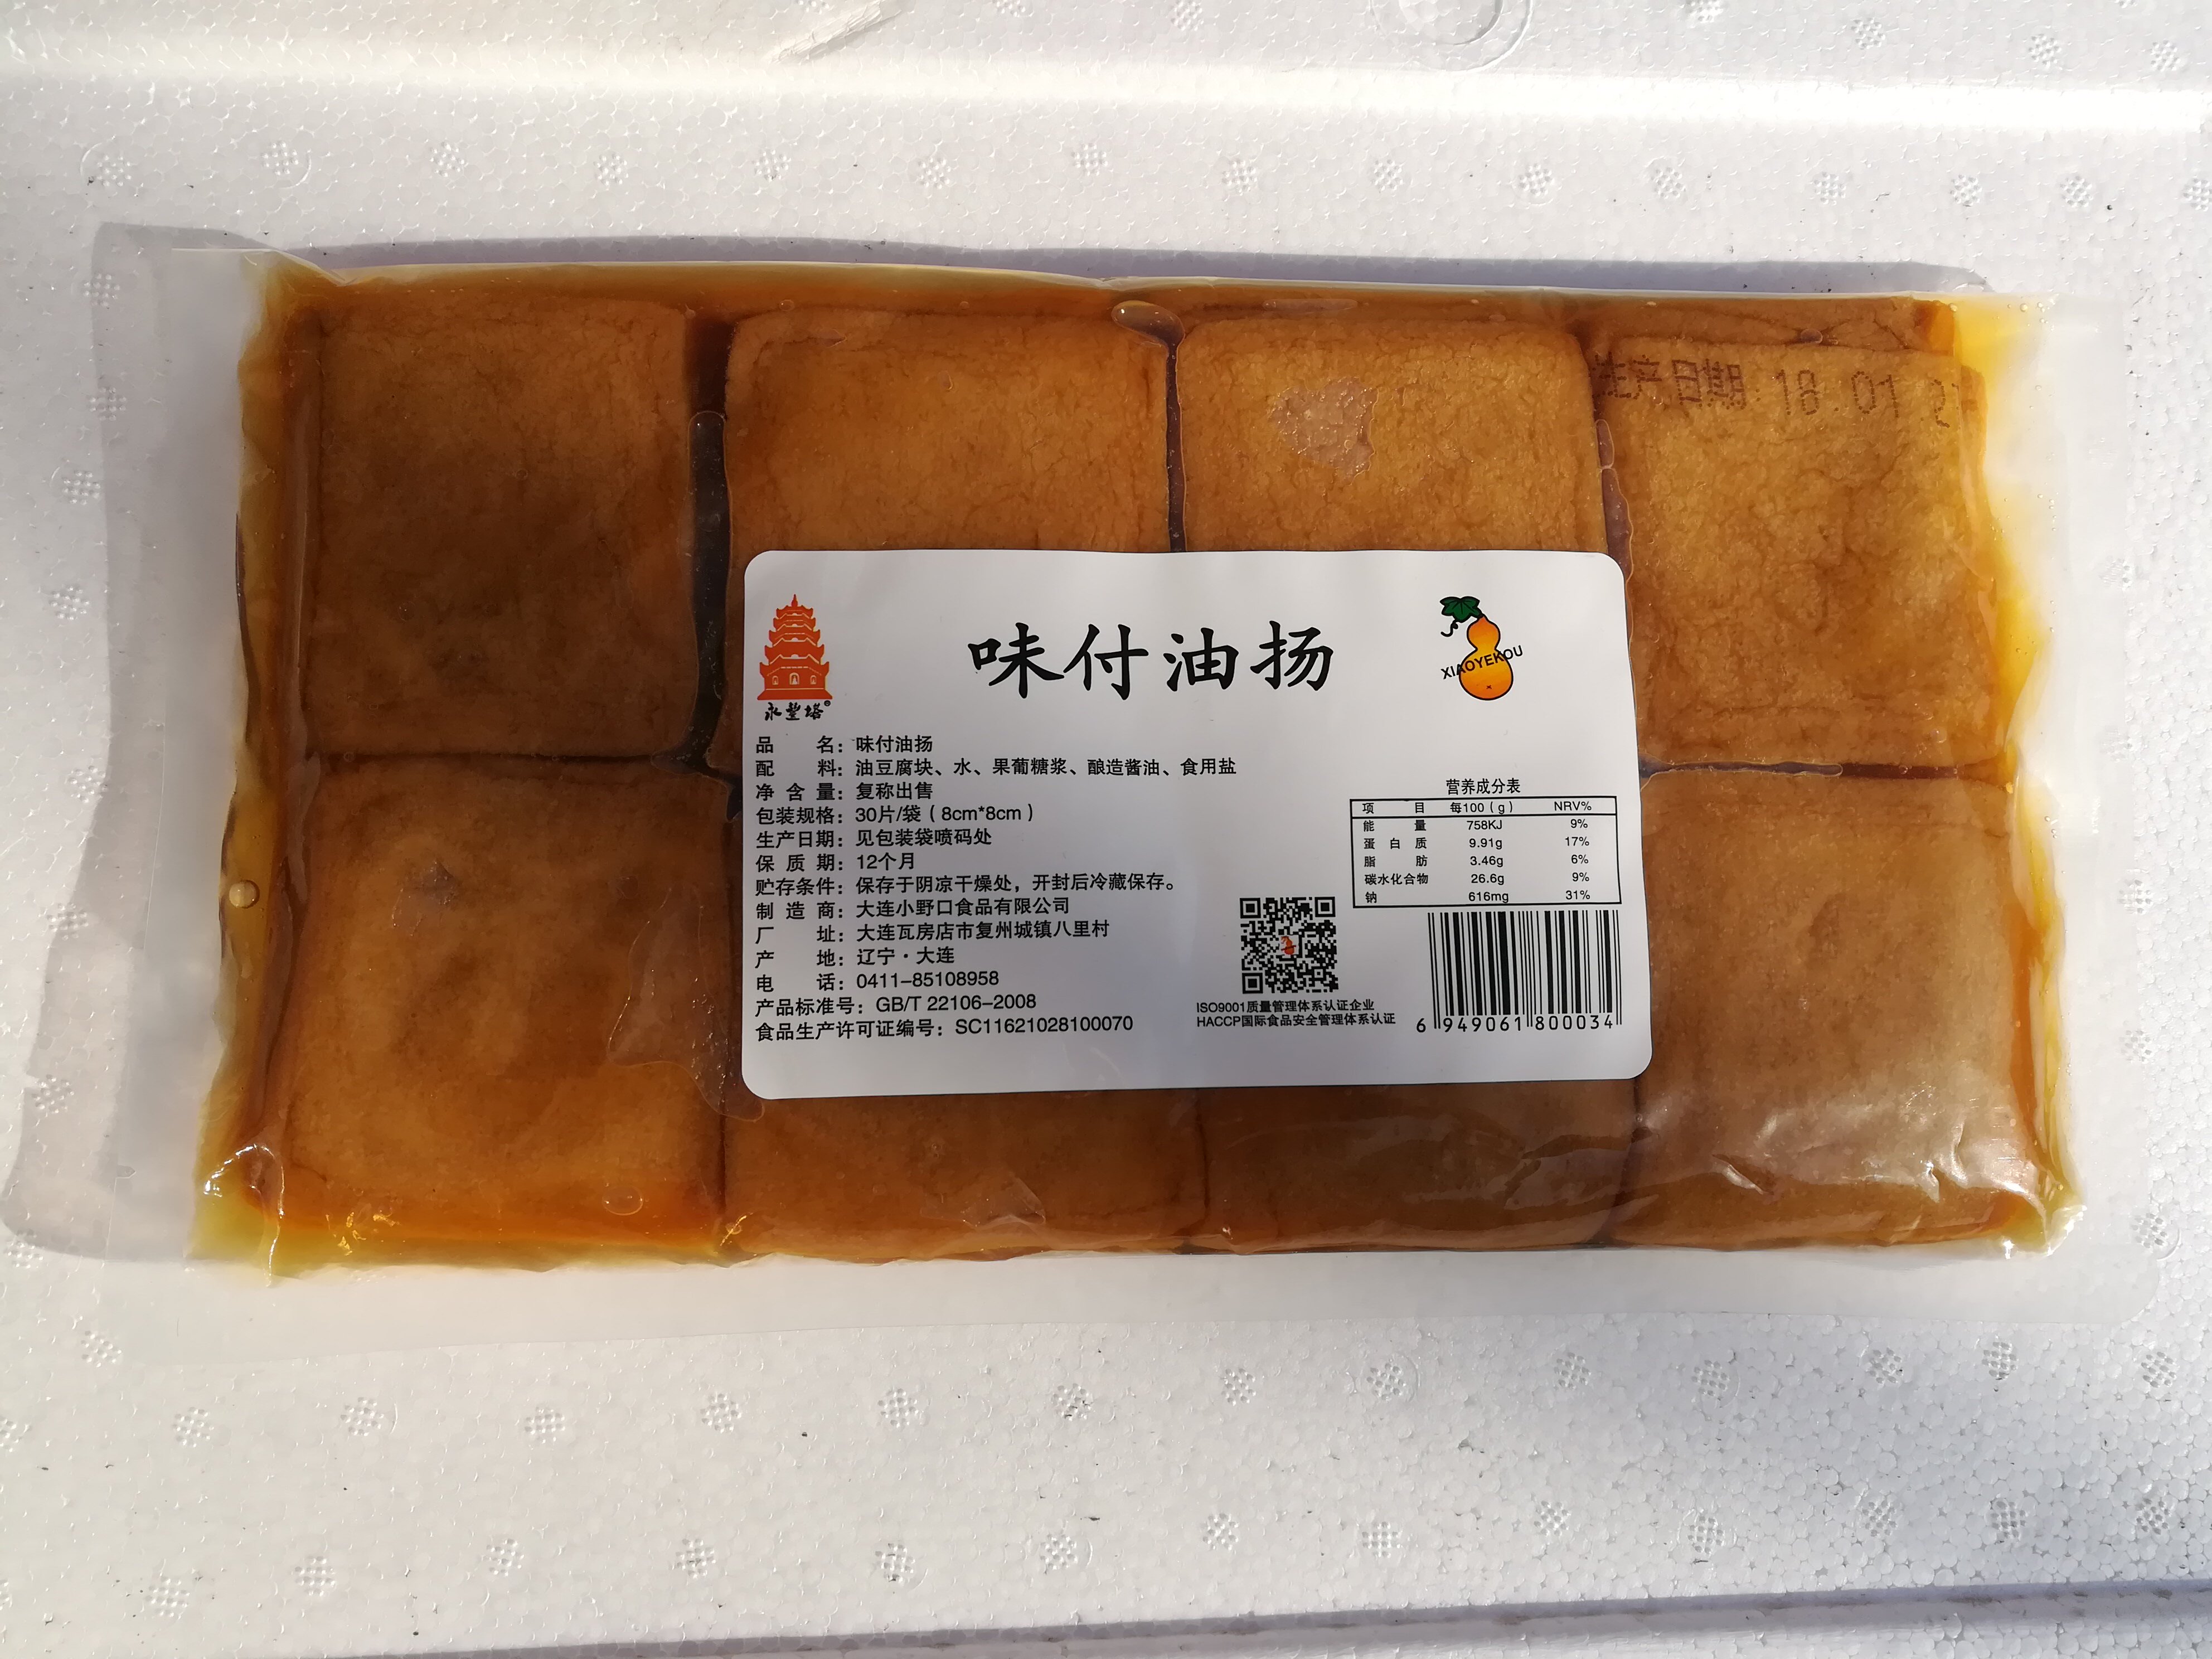 生产日期 18.01 2
味付油扬
XIAOYEKOU
永丰塔®
品名：味付油扬
配料：油豆腐块、水、果葡糖浆、酿造酱油、食用盐
净含量：复称出售
包装规格：30片/袋（8cm*8cm）
生产日期：见包装袋喷码处
保质期：12个月
贮存条件：保存于阴凉干燥处，开封后冷藏保存。
制造商：大连小野口食品有限公司
厂址：大连瓦房店市复州城镇八里村
产地：辽宁·大连
电话：0411-85108958
产品标准号：GB/T 22106-2008
食品生产许可证编号：SC11621028100070
营养成分表
项目 每100（g） NRV%
能量 758KJ 9%
蛋白质 9.91g 17%
脂肪 3.46g 6%
碳水化合物 26.6g 9%
钠 616mg 31%
ISO9001质量管理体系认证企业
HACCP国际食品安全管理体系认证
6 949061 800034